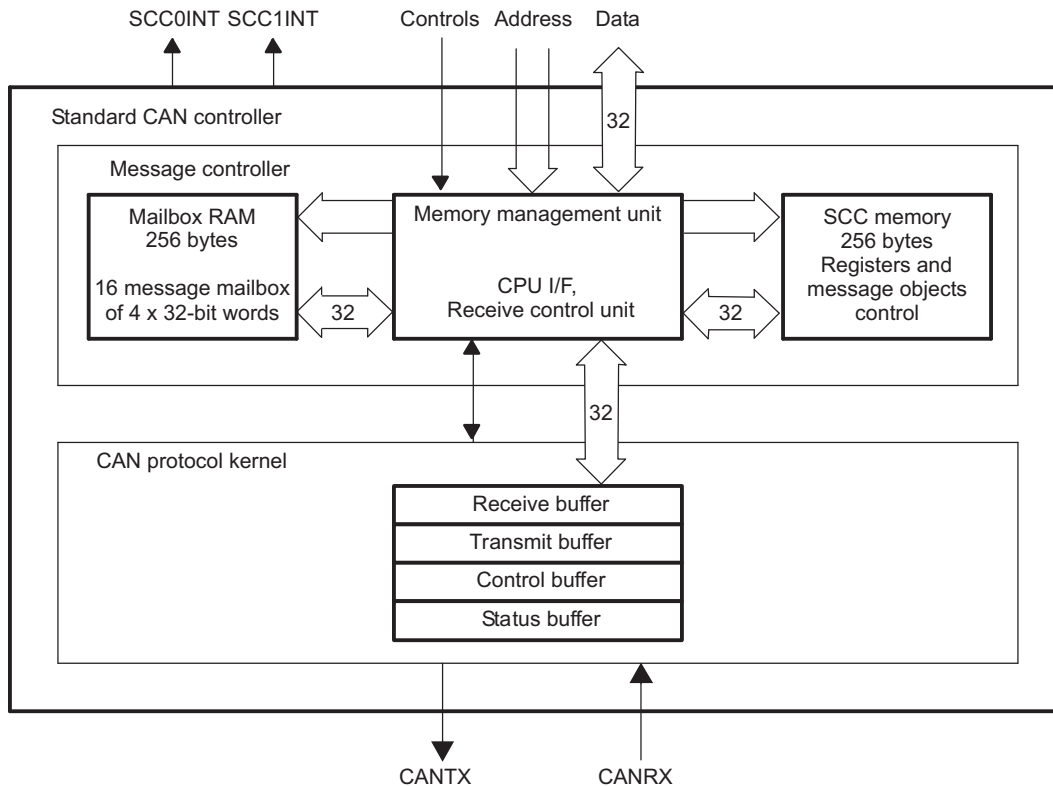 SCC0INT SCC1INT Controls Address Data
32
Standard CAN controller
Message controller
Mailbox RAM
256 bytes
16 message mailbox
of 4 x 32-bit words
32
Memory management unit
CPU I/F,
Receive control unit
32
SCC memory
256 bytes
Registers and
message objects
control
32
CAN protocol kernel
Receive buffer
Transmit buffer
Control buffer
Status buffer
CANTX CANRX